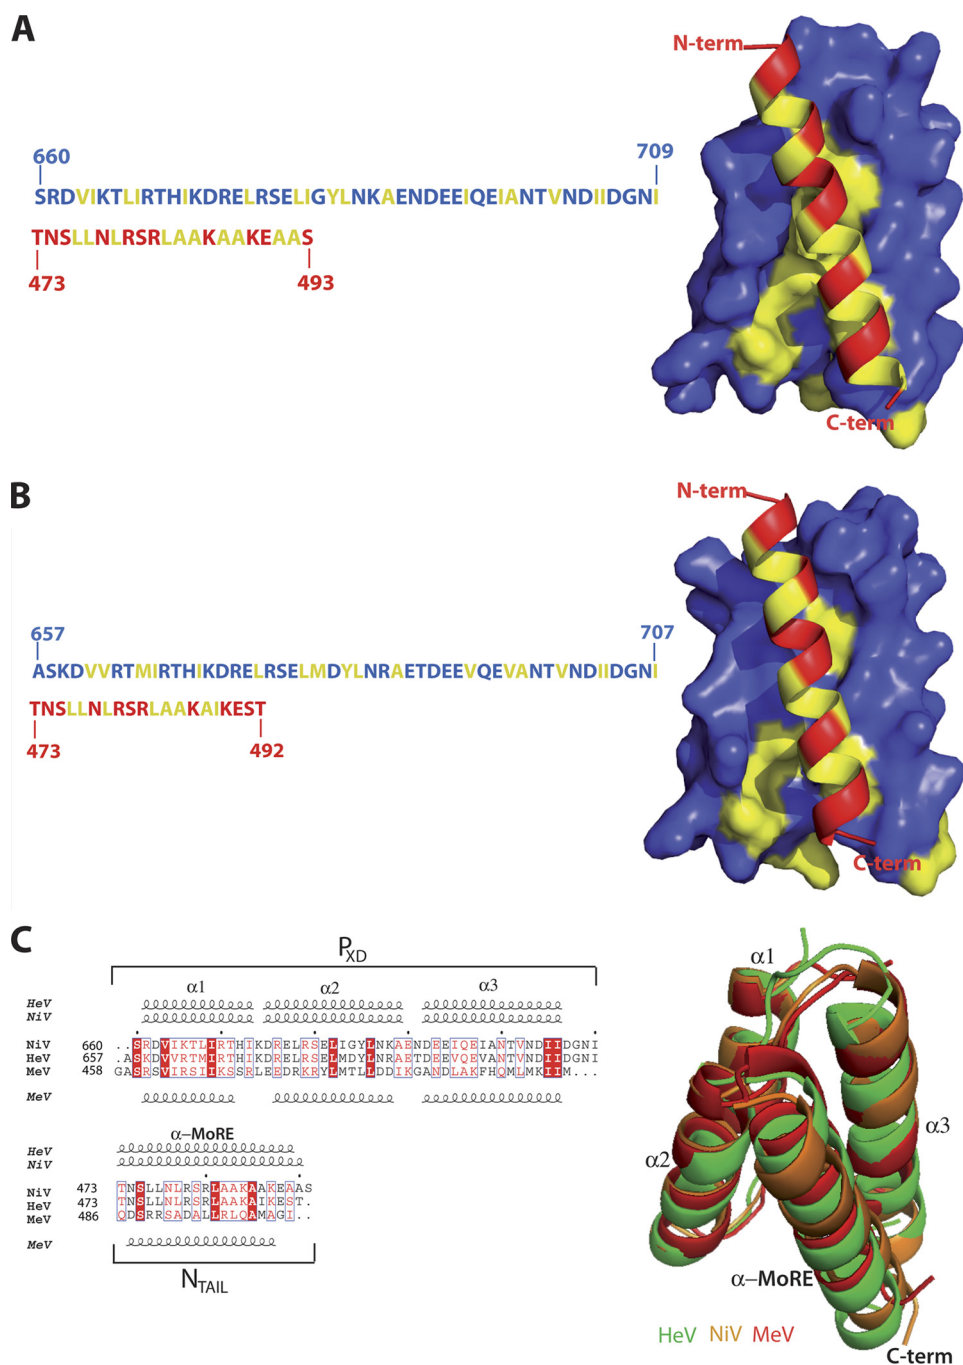 A
N-term
660
709
SRDVIKTLIRTHIKDRELRSELIGYLNKAENDEEIQEIANTVNDIIDGNI
TNSLLNLRSRLAAKAAKEAAS
473
493
C-term
B
N-term
657
707
ASKDVVRTMIRTHIKDRELRSELMDYLNRAETDEEVQEVANTVNDIIDGNI
TNSLLNLRSRLAAKAIKEST
473
492
C-term
C
PXD
α1
α2
α3
HeV
NiV
NiV 660 ..SRDVIKTLIRTHIKDRELRSELIGYLNKAENDEEIQEIANTVNDIIDGNI
HeV 657 .ASKDVVRTMIRTHIKDRELRSELMDYLNRAETDEEVQEVANTVNDIIDGNI
MeV 458 GASRSVIRSIIKSSRLEEDRKRYLMTLLDDIKGANDLAKFHQMLMKIIM...
MeV
α-MoRE
HeV
NiV
NiV 473 TNSLLNLRSRLAAKAAKEAAS
HeV 473 TNSLLNLRSRLAAKAIKEST.
MeV 486 QDSRRSADALLRLQAMAGI..
MeV
NTAIL
α1
α2
α3
α-MoRE
HeV NiV MeV
C-term